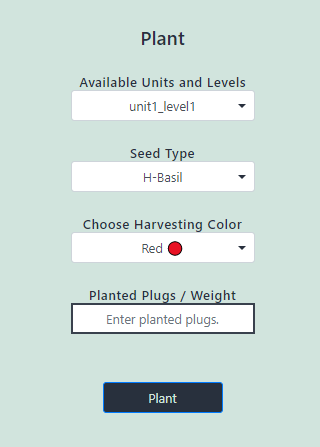 Plant
Available Units and Levels
unit1_level1
Seed Type
H-Basil
Choose Harvesting Color
Red
Planted Plugs / Weight
Enter planted plugs.
Plant